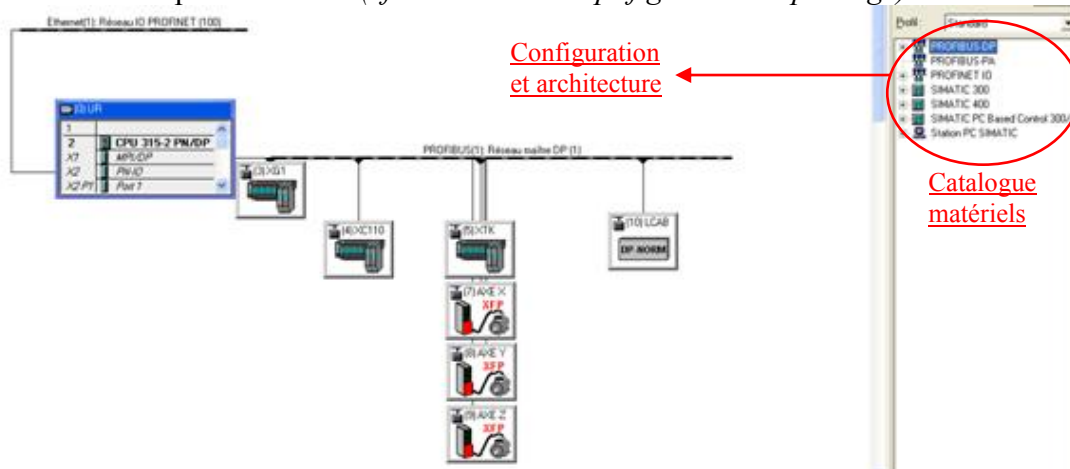 Ethernet(1): Réseau IO PROFINET (100)
Configuration
et architecture
Profil :
Standard
PROFIBUS-DP
PROFIBUS-PA
PROFINET IO
SIMATIC 300
SIMATIC 400
SIMATIC PC Based Control 300/
Station PC SIMATIC
Catalogue
matériels
(0) UR
1
2 CPU 315-2 PN/DP
X1 MPI/DP
X2 PN-IO
X2 P1 Port 1
PROFIBUS(1): Réseau maître DP (1)
(3) XG1
(4) XC110
(5) XTK
(10) LCAB
DP-NORM
(7) AXE X
XFP
(8) AXE Y
XFP
(9) AXE Z
XFP